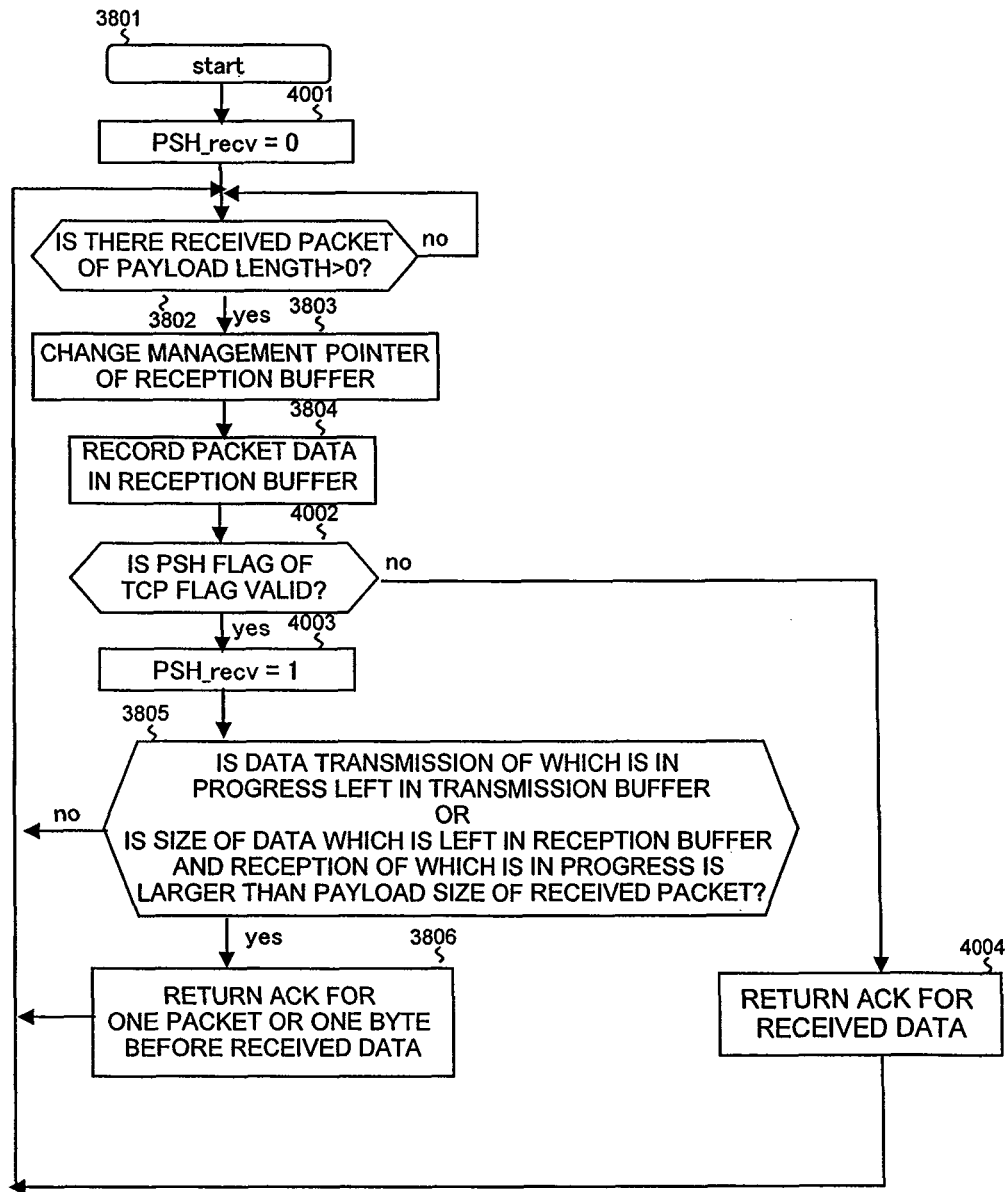 3801
start
4001
PSH_recv = 0
IS THERE RECEIVED PACKET
OF PAYLOAD LENGTH>0?
no
3802
yes
3803
CHANGE MANAGEMENT POINTER
OF RECEPTION BUFFER
3804
RECORD PACKET DATA
IN RECEPTION BUFFER
4002
IS PSH FLAG OF
TCP FLAG VALID?
no
yes
4003
PSH_recv = 1
3805
IS DATA TRANSMISSION OF WHICH IS IN
PROGRESS LEFT IN TRANSMISSION BUFFER
OR
IS SIZE OF DATA WHICH IS LEFT IN RECEPTION BUFFER
AND RECEPTION OF WHICH IS IN PROGRESS IS
LARGER THAN PAYLOAD SIZE OF RECEIVED PACKET?
no
yes
3806
RETURN ACK FOR
ONE PACKET OR ONE BYTE
BEFORE RECEIVED DATA
4004
RETURN ACK FOR
RECEIVED DATA